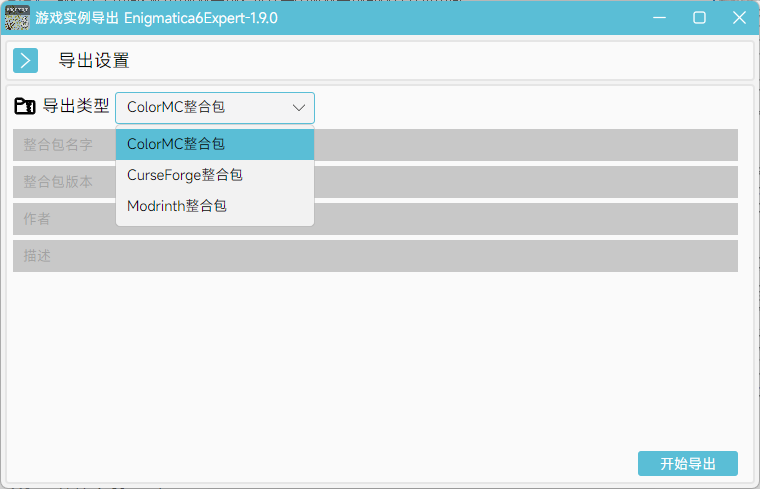 游戏实例导出 Enigmatica6Expert-1.9.0
导出设置
导出类型 ColorMC整合包
ColorMC整合包
CurseForge整合包
Modrinth整合包
整合包名字
整合包版本
作者
描述
开始导出